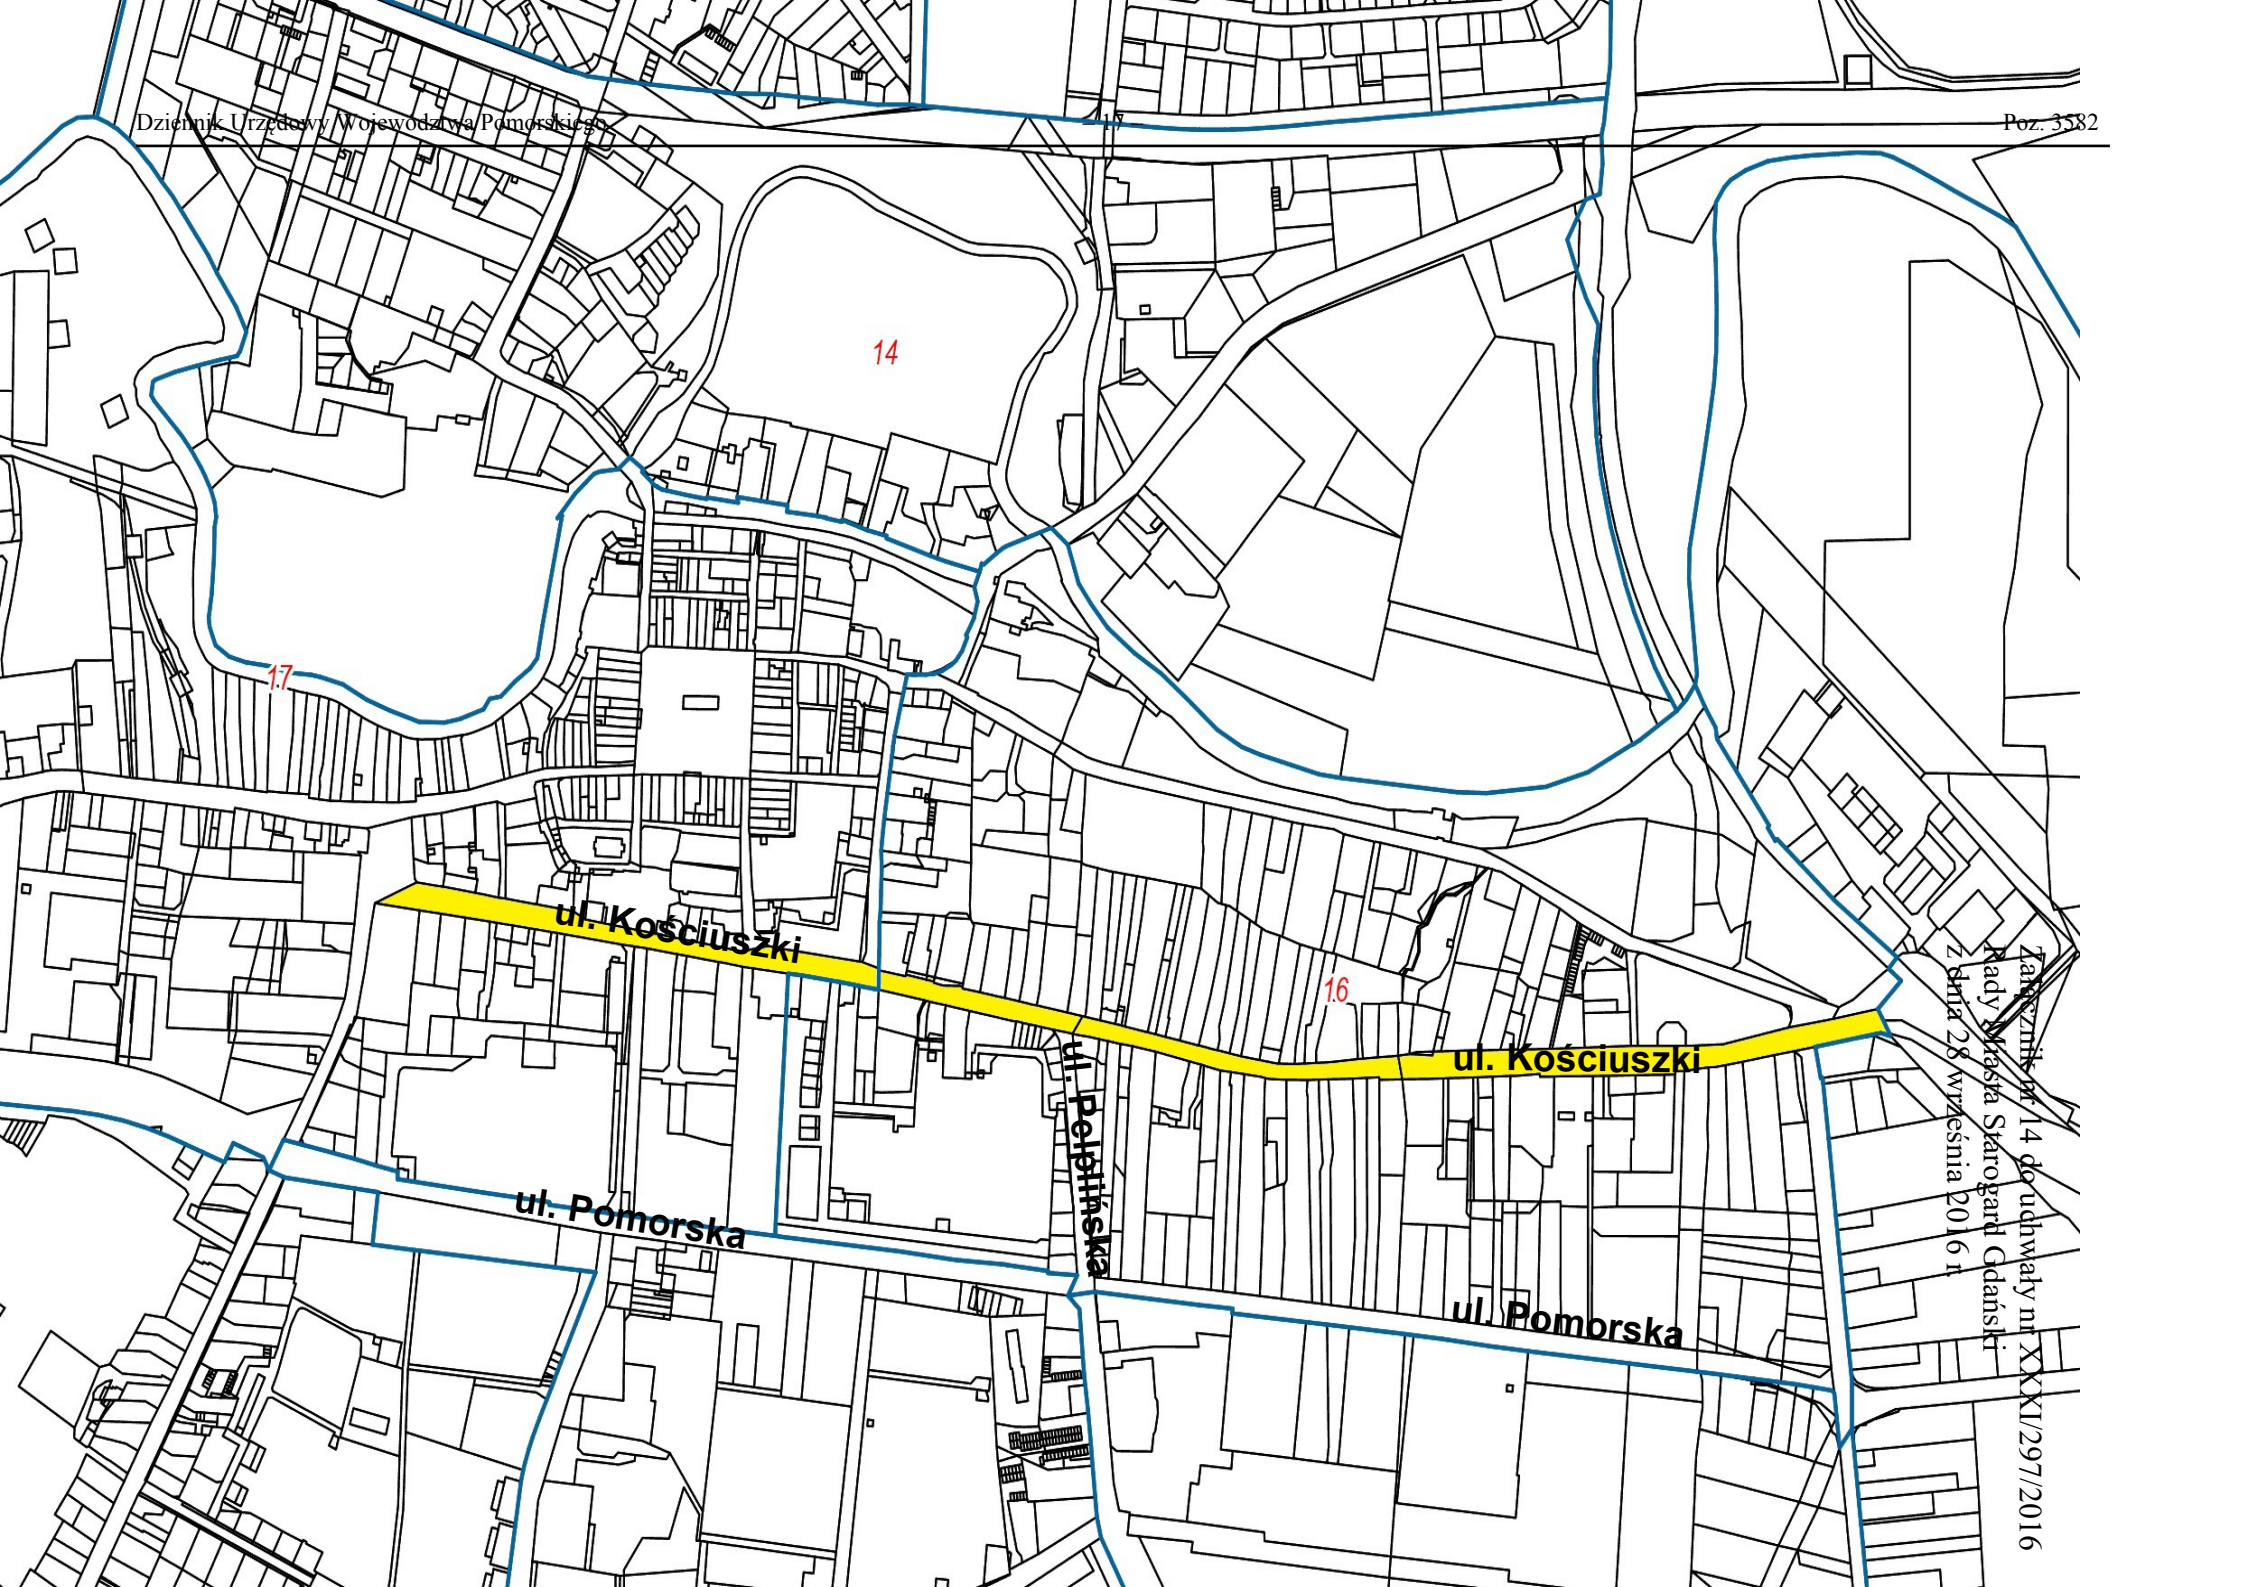 Dziennik Urzędowy Województwa Pomorskiego
– 17 –
Poz. 3582
Załącznik nr 14 do uchwały nr XXXI/297/2016
Rady Miasta Starogard Gdański
z dnia 28 września 2016 r.
14
17
ul. Kościuszki
16
ul. Kościuszki
ul. Pelplińska
ul. Pomorska
ul. Pomorska